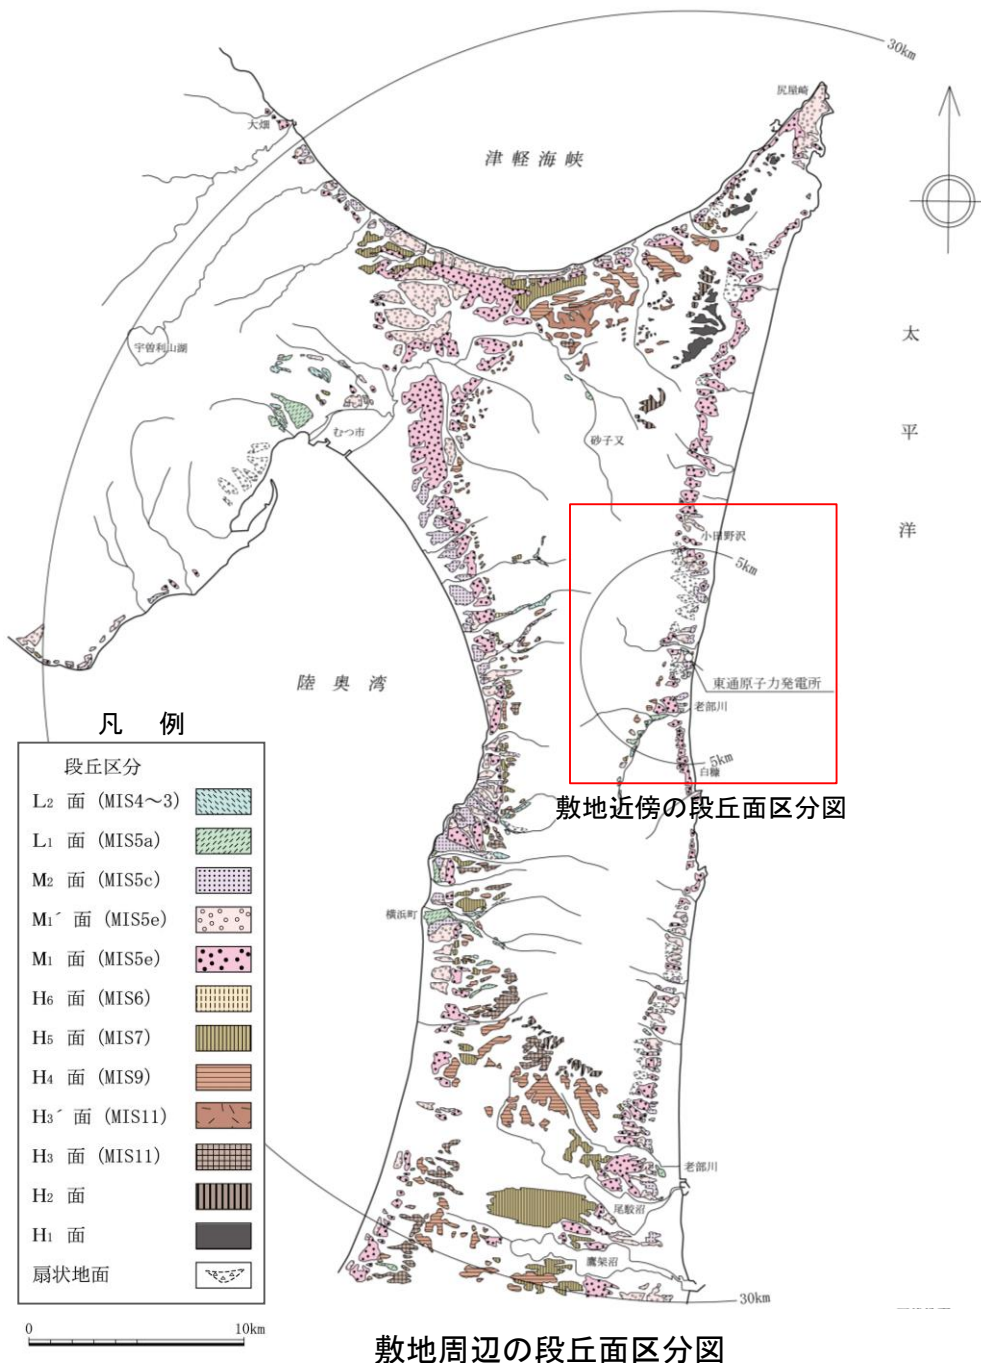 30km
尻屋崎
大畑
津軽海峡
宇曽利山湖
むつ市
砂子又
太平洋
小田野沢
5km
東通原子力発電所
老部川
5km
白糠
陸奥湾
敷地近傍の段丘面区分図
凡 例
段丘区分
L2 面 (MIS4～3)
L1 面 (MIS5a)
M2 面 (MIS5c)
M1´ 面 (MIS5e)
M1 面 (MIS5e)
H6 面 (MIS6)
H5 面 (MIS7)
H4 面 (MIS9)
H3´ 面 (MIS11)
H3 面 (MIS11)
H2 面
H1 面
扇状地面
横浜町
老部川
尾駮沼
鷹架沼
30km
0 10km
敷地周辺の段丘面区分図